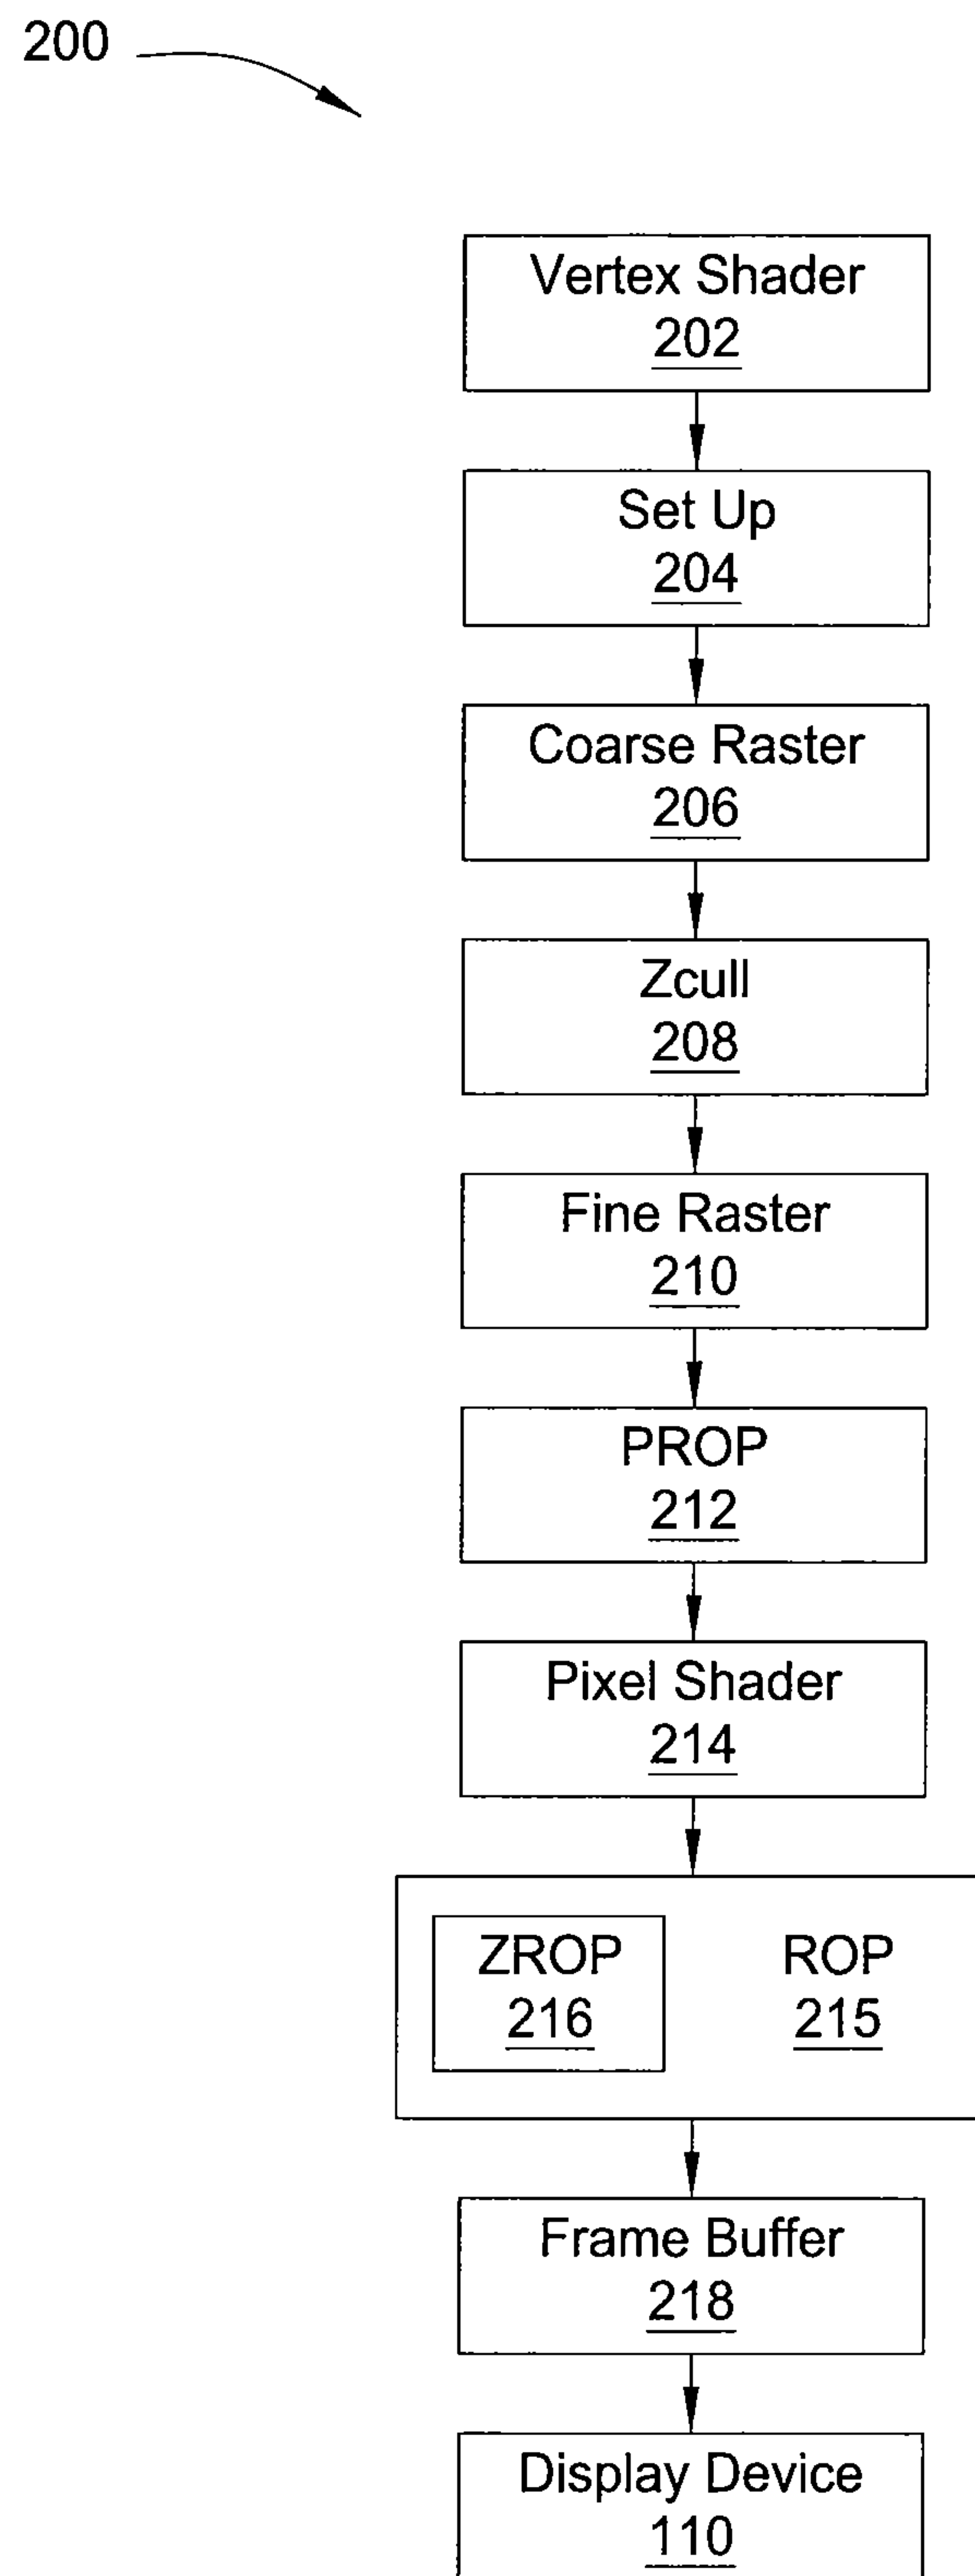 200
Vertex Shader
202
Set Up
204
Coarse Raster
206
Zcull
208
Fine Raster
210
PROP
212
Pixel Shader
214
ZROP
216
ROP
215
Frame Buffer
218
Display Device
110